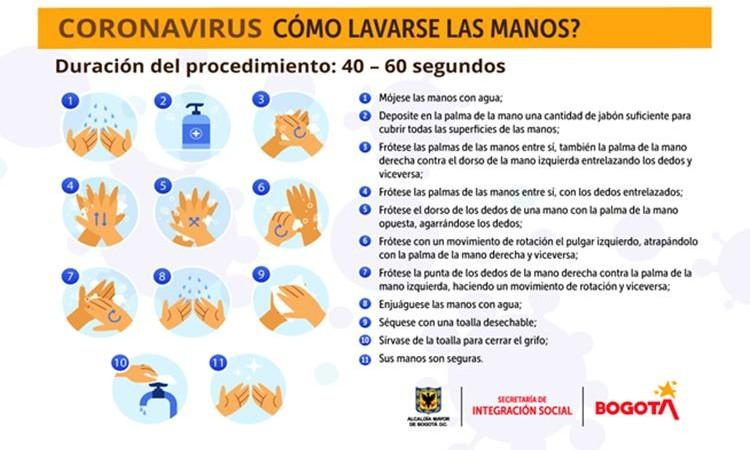 CORONAVIRUS CÓMO LAVARSE LAS MANOS?
Duración del procedimiento: 40 – 60 segundos
1
2
3
4
5
6
7
8
9
10
11
1 Mójese las manos con agua;
2 Deposite en la palma de la mano una cantidad de jabón suficiente para
cubrir todas las superficies de las manos;
3 Frótese las palmas de las manos entre sí, también la palma de la mano
derecha contra el dorso de la mano izquierda entrelazando los dedos y
viceversa;
4 Frótese las palmas de las manos entre sí, con los dedos entrelazados;
5 Frótese el dorso de los dedos de una mano con la palma de la mano
opuesta, agarrándose los dedos;
6 Frótese con un movimiento de rotación el pulgar izquierdo, atrapándolo
con la palma de la mano derecha y viceversa;
7 Frótese la punta de los dedos de la mano derecha contra la palma de la
mano izquierda, haciendo un movimiento de rotación y viceversa;
8 Enjuáguese las manos con agua;
9 Séquese con una toalla desechable;
10 Sírvase de la toalla para cerrar el grifo;
11 Sus manos son seguras.
ALCALDÍA MAYOR
DE BOGOTÁ D.C.
SECRETARÍA DE
INTEGRACIÓN SOCIAL
BOGOTÁ